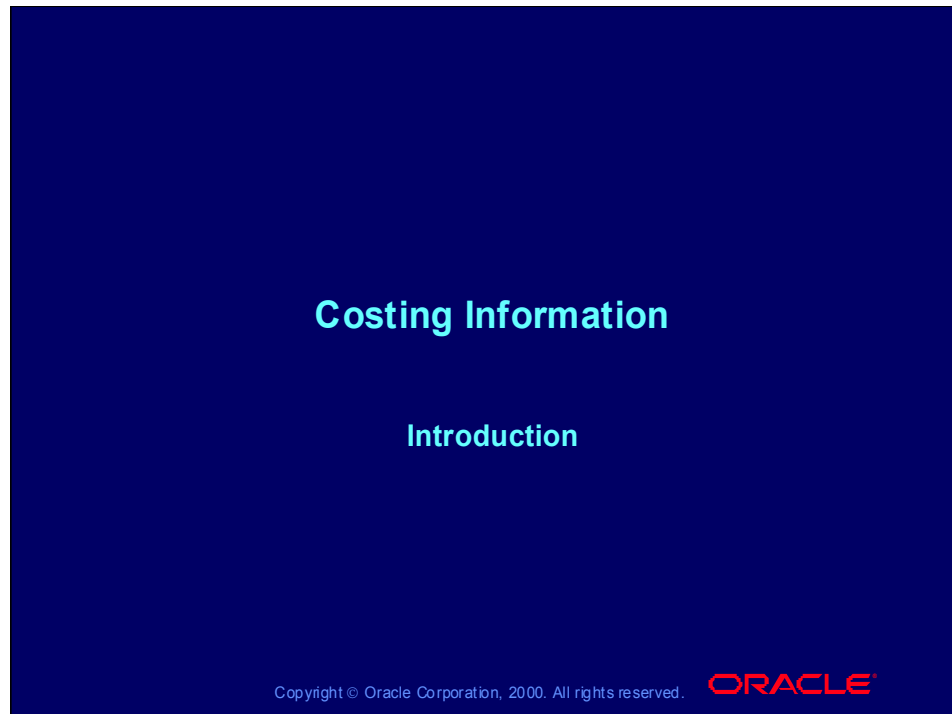 Costing Information
Introduction
Copyright © Oracle Corporation, 2000. All rights reserved.
ORACLE®